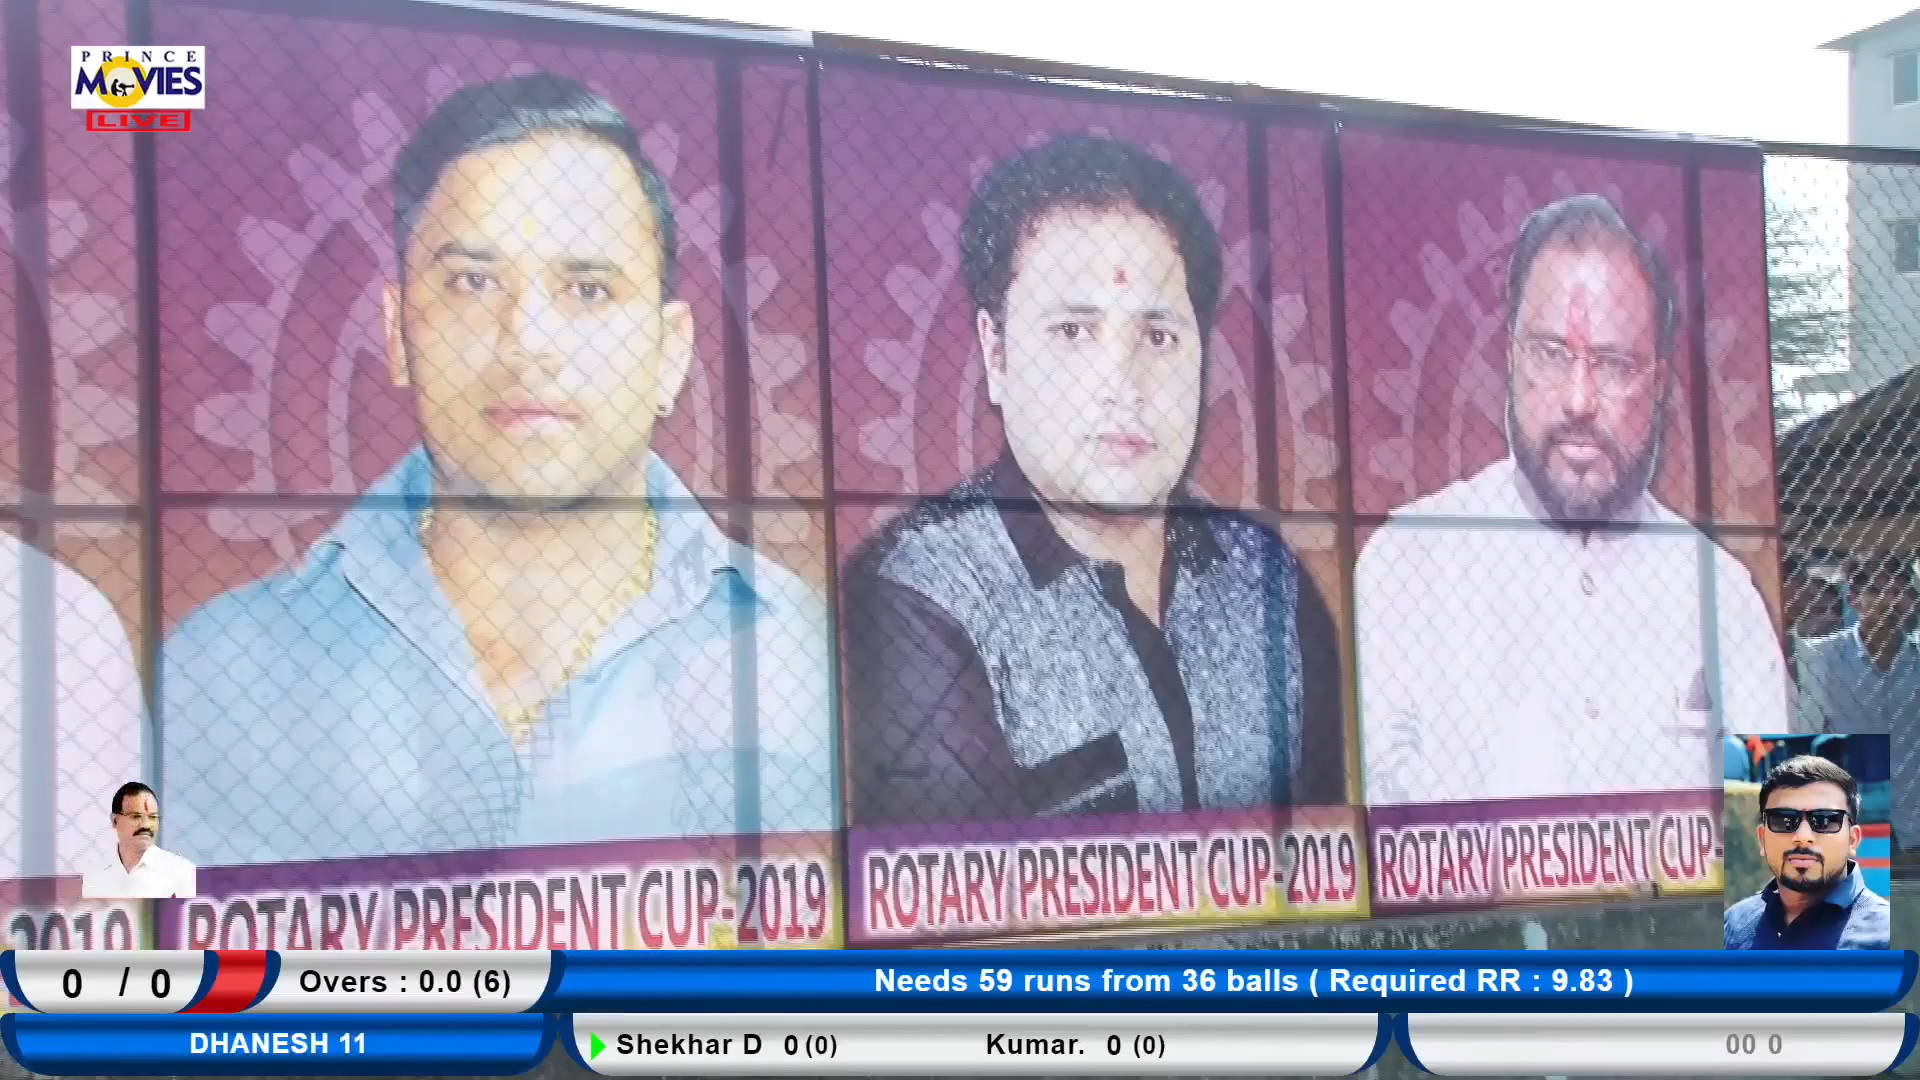 PRINCE
MOVIES
LIVE
2019
ROTARY PRESIDENT CUP-2019
ROTARY PRESIDENT CUP-2019
ROTARY PRESIDENT CUP-
0 / 0
Overs : 0.0 (6)
Needs 59 runs from 36 balls ( Required RR : 9.83 )
DHANESH 11
Shekhar D 0 (0)
Kumar. 0 (0)
00 0